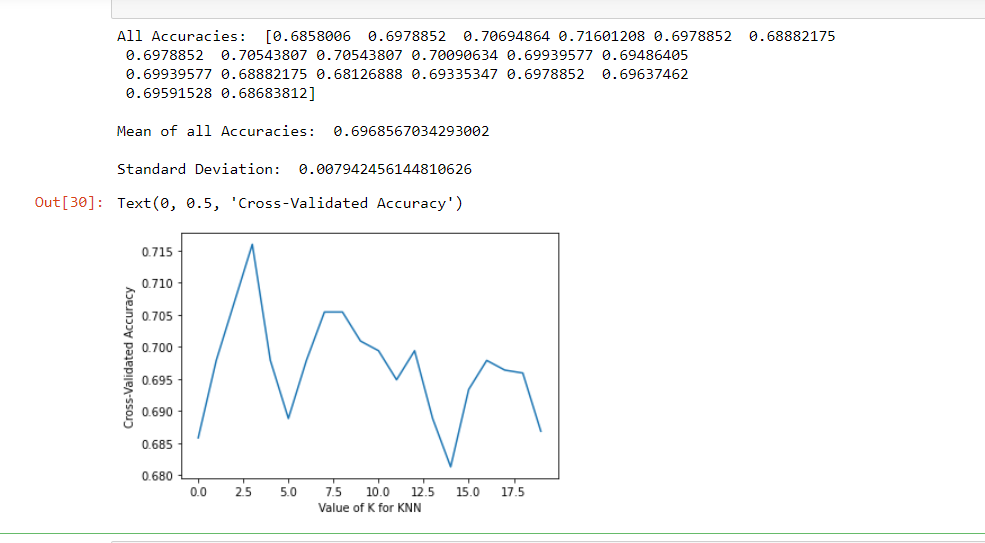 All Accuracies:  [0.6858006  0.6978852  0.70694864 0.71601208 0.6978852  0.68882175
0.6978852  0.70543807 0.70543807 0.70090634 0.69939577 0.69486405
0.69939577 0.68882175 0.68126888 0.69335347 0.6978852  0.69637462
0.69591528 0.68683812]
Mean of all Accuracies:  0.6968567034293002
Standard Deviation:  0.007942456144810626
Out[30]: Text(0, 0.5, 'Cross-Validated Accuracy')
0.715
0.710
0.705
0.700
0.695
0.690
0.685
0.680
Cross-Validated Accuracy
0.0 2.5 5.0 7.5 10.0 12.5 15.0 17.5
Value of K for KNN